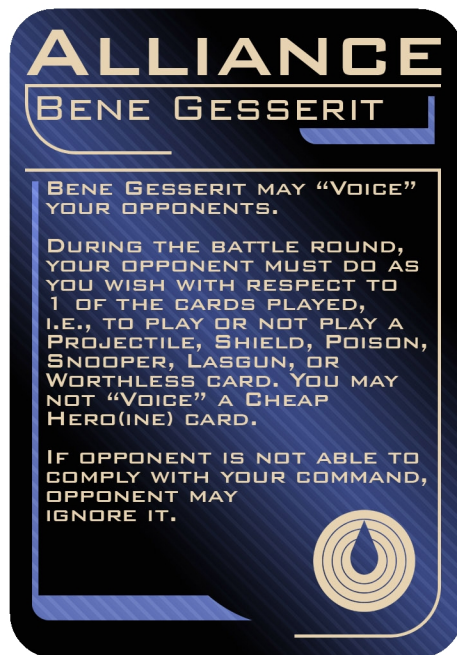 ALLIANCE
BENE GESSERIT
BENE GESSERIT MAY “VOICE”
YOUR OPPONENTS.
DURING THE BATTLE ROUND,
YOUR OPPONENT MUST DO AS
YOU WISH WITH RESPECT TO
1 OF THE CARDS PLAYED,
I.E., TO PLAY OR NOT PLAY A
PROJECTILE, SHIELD, POISON,
SNOOPER, LASGUN, OR
WORTHLESS CARD. YOU MAY
NOT “VOICE” A CHEAP
HERO(INE) CARD.
IF OPPONENT IS NOT ABLE TO
COMPLY WITH YOUR COMMAND,
OPPONENT MAY
IGNORE IT.